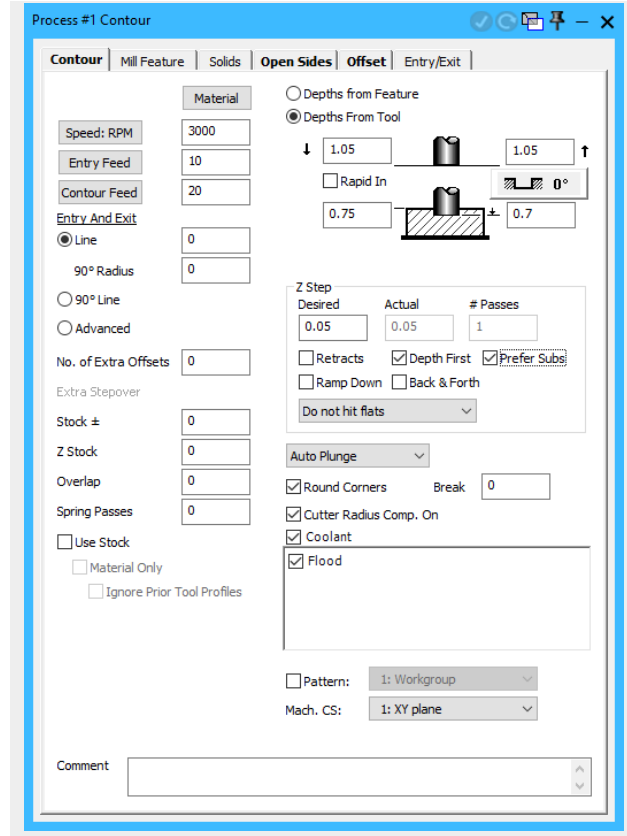 Process #1 Contour
Contour Mill Feature Solids Open Sides Offset Entry/Exit
Material
Speed: RPM 3000
Entry Feed 10
Contour Feed 20
Entry And Exit
Line 0
90° Radius 0
90° Line
Advanced
No. of Extra Offsets 0
Extra Stepover
Stock ± 0
Z Stock 0
Overlap 0
Spring Passes 0
Use Stock
Material Only
Ignore Prior Tool Profiles
Depths from Feature
Depths From Tool
1.05 1.05
Rapid In 0°
0.75 0.7
Z Step
Desired Actual # Passes
0.05 0.05 1
Retracts Depth First Prefer Subs
Ramp Down Back & Forth
Do not hit flats
Auto Plunge
Round Corners Break 0
Cutter Radius Comp. On
Coolant
Flood
Pattern: 1: Workgroup
Mach. CS: 1: XY plane
Comment